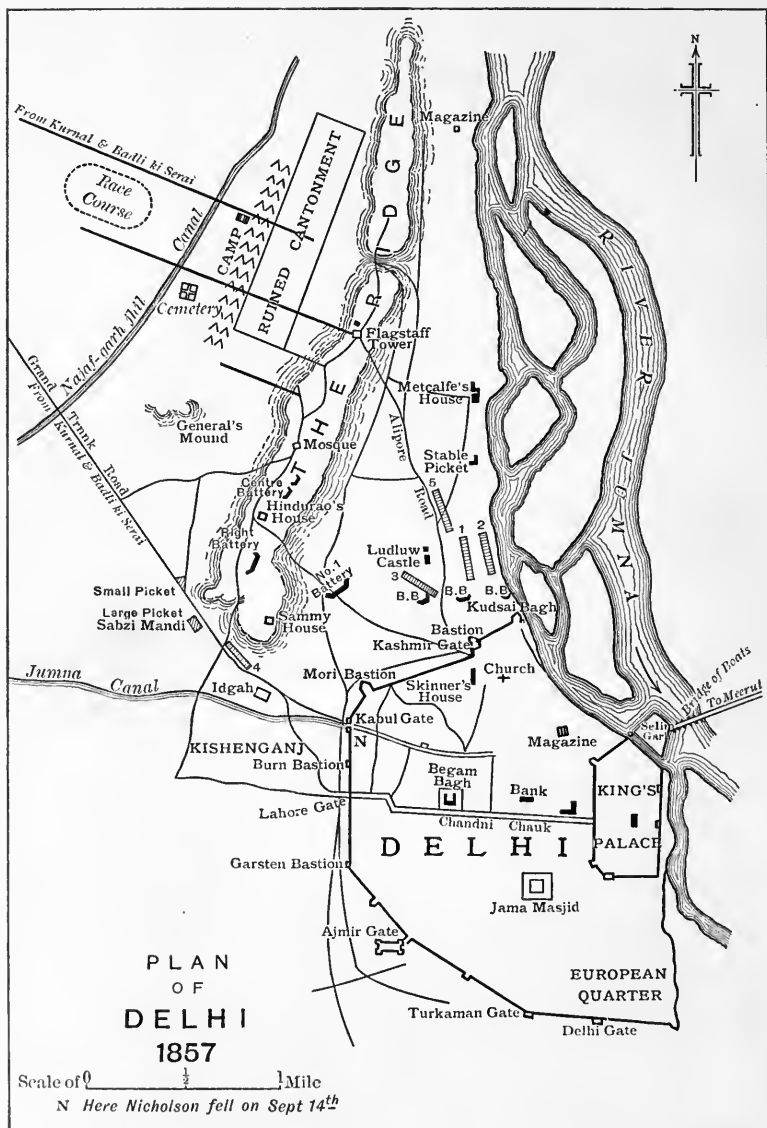 N
Magazine
From Kurnal & Badli ki Serai
Race
Course
Canal
CAMP
RUINED CANTONMENT
THE RIDGE
RIVER JUMNA
Cemetery
Najaf-garh Jhil
Flagstaff
Tower
Metcalfe's
House
Grand Trunk Road
From Kurnal & Badli ki Serai
General's
Mound
Mosque
Alipore
Road
Stable
Picket
Centre
Battery
Hindurao's
House
5
1
2
Right
Battery
No. 1
Battery
Ludluw
Castle
3
B.B
B.B
B.B
Kudsai Bagh
Small Picket
Large Picket
Sabzi Mandi
Sammy
House
Bastion
Kashmir Gate
4
Mori Bastion
Church
Skinner's
House
Jumna Canal
Idgah
Bridge of Boats
To Meerut
Selim
Garh
Kabul Gate
N
Magazine
KISHENGANJ
Burn Bastion
Begam
Bagh
Bank
KING'S
PALACE
Lahore Gate
Chandni Chauk
DELHI
Garsten Bastion
Jama Masjid
Ajmir Gate
EUROPEAN
QUARTER
Turkaman Gate
Delhi Gate
PLAN
OF
DELHI
1857
Scale of 0 ½ 1 Mile
N Here Nicholson fell on Sept 14th